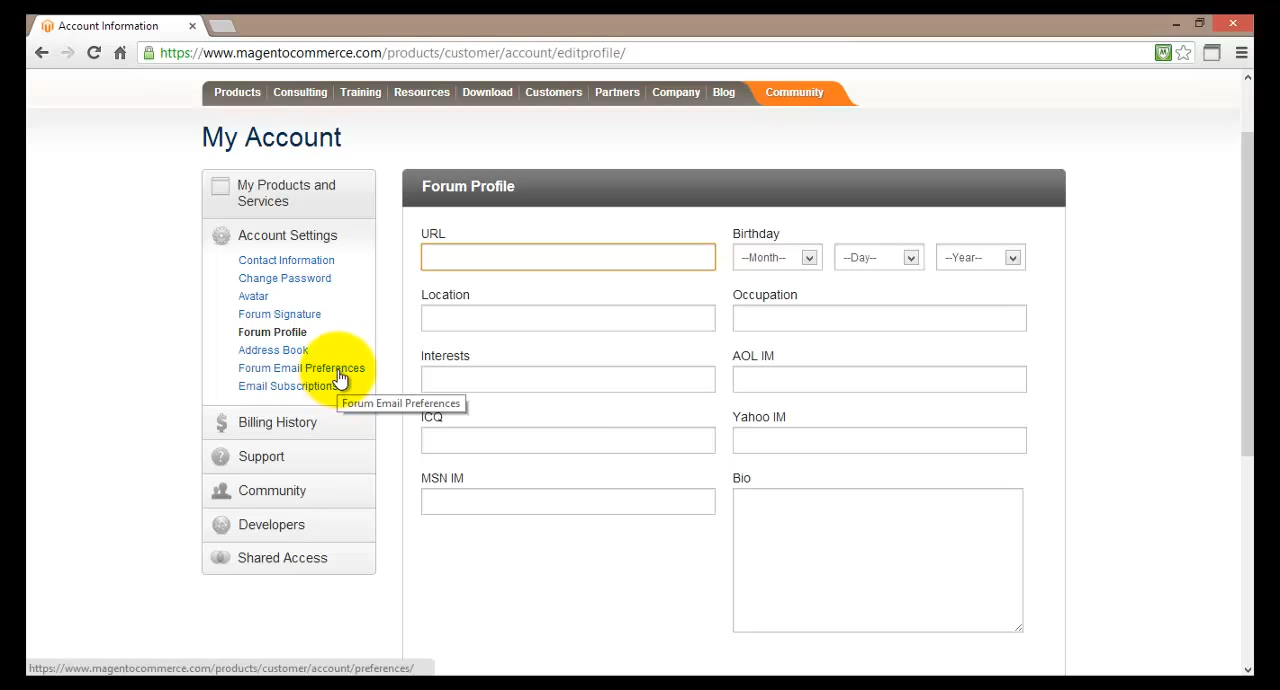 Account Information
https://www.magentocommerce.com/products/customer/account/editprofile/
Products Consulting Training Resources Download Customers Partners Company Blog Community
My Account
My Products and
Services
Account Settings
Contact Information
Change Password
Avatar
Forum Signature
Forum Profile
Address Book
Forum Email Preferences
Email Subscriptions
Forum Email Preferences
Billing History
Support
Community
Developers
Shared Access
Forum Profile
URL
Birthday
--Month-- --Day-- --Year--
Location
Occupation
Interests
AOL IM
ICQ
Yahoo IM
MSN IM
Bio
https://www.magentocommerce.com/products/customer/account/preferences/